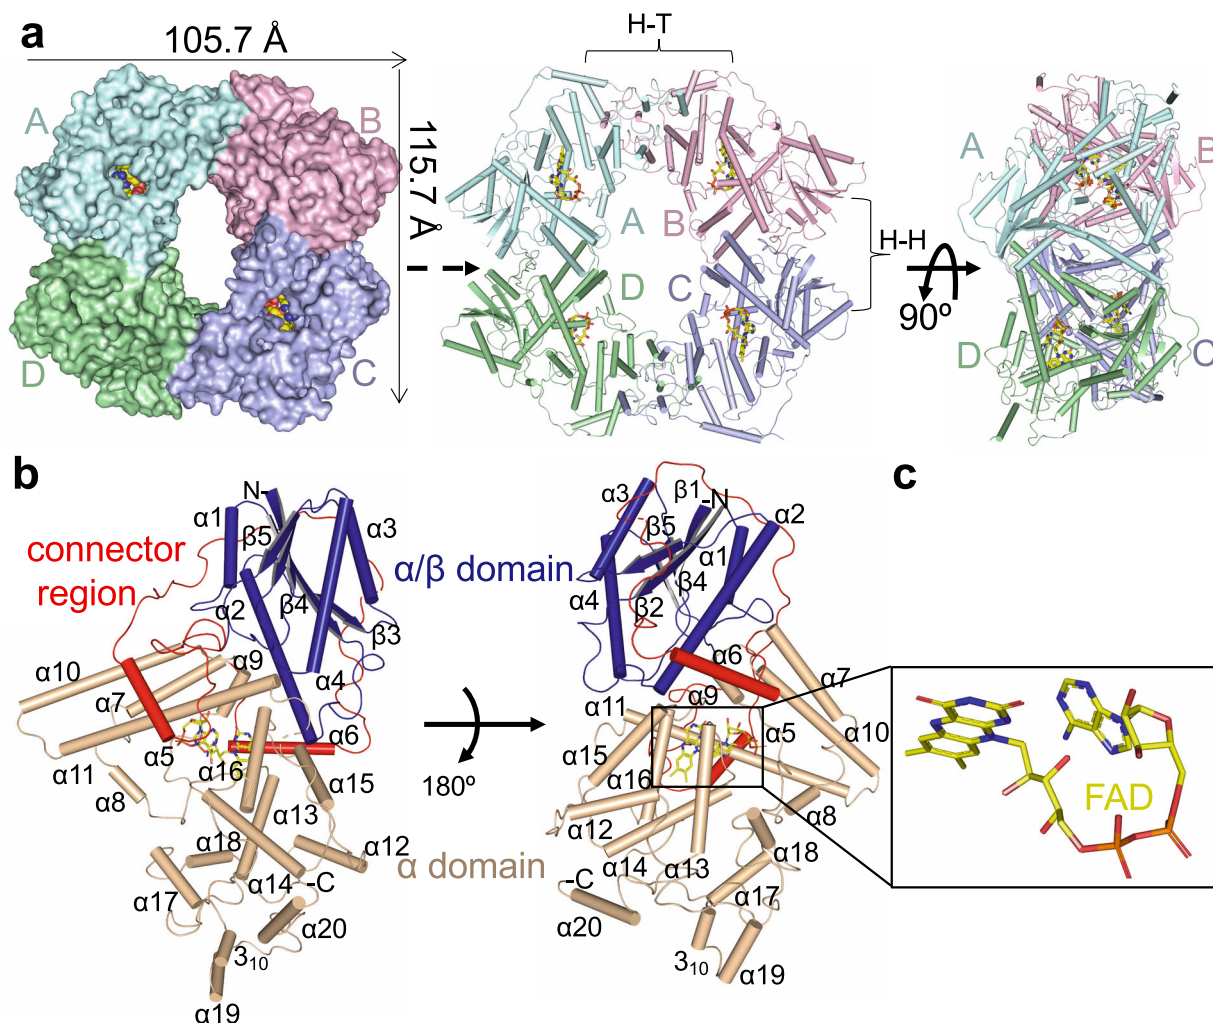 a
105.7 Å
115.7 Å
A
B
C
D
H-T
H-H
A
B
C
D
90º
A
B
C
D
b
connector
region
α/β domain
α domain
N-
α1
β5
α3
α2
β4
β3
α10
α9
α4
α7
α5
α16
α6
α11
α8
α15
α13
α18
α12
α14
-C
α17
α20
3₁₀
α19
180º
α3
β1
-N
α2
β5
α1
α4
β4
β2
α6
α7
α9
α11
α5
α10
α15
α16
α8
α12
α14
α13
α18
-C
α17
α20
3₁₀
α19
c
FAD